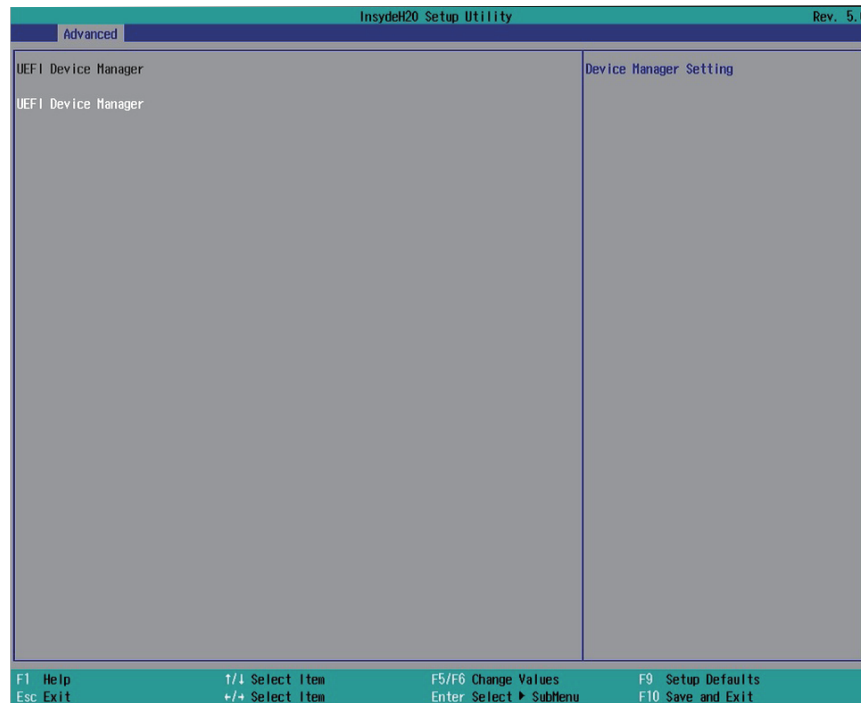 InsydeH2O Setup Utility Rev. 5.
Advanced
UEFI Device Manager
Device Manager Setting
UEFI Device Manager
F1 Help ↑/↓ Select Item F5/F6 Change Values F9 Setup Defaults
Esc Exit ←/→ Select Item Enter Select ▶ SubMenu F10 Save and Exit